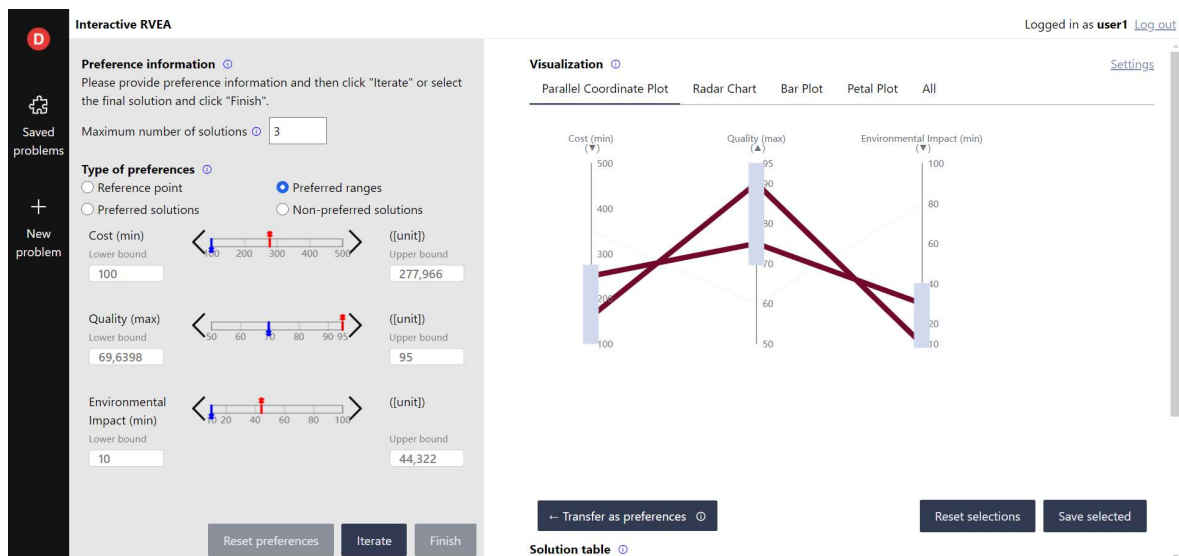 Interactive RVEA
Logged in as user1 Log out
D
Saved problems
New problem
Preference information
Please provide preference information and then click "Iterate" or select
the final solution and click "Finish".
Maximum number of solutions 3
Type of preferences
Reference point
Preferred ranges
Preferred solutions
Non-preferred solutions
Cost (min)
([unit])
100 200 300 400 500
Lower bound
Upper bound
100
277,966
Quality (max)
([unit])
50 60 70 80 90 95
Lower bound
Upper bound
69,6398
95
Environmental
Impact (min)
([unit])
10 20 40 60 80 100
Lower bound
Upper bound
10
44,322
Reset preferences
Iterate
Finish
Visualization
Settings
Parallel Coordinate Plot
Radar Chart
Bar Plot
Petal Plot
All
Cost (min)
(▼)
500
400
300
200
100
Quality (max)
(▲)
95
90
80
70
60
50
Environmental Impact (min)
(▼)
100
80
60
40
20
10
← Transfer as preferences
Reset selections
Save selected
Solution table